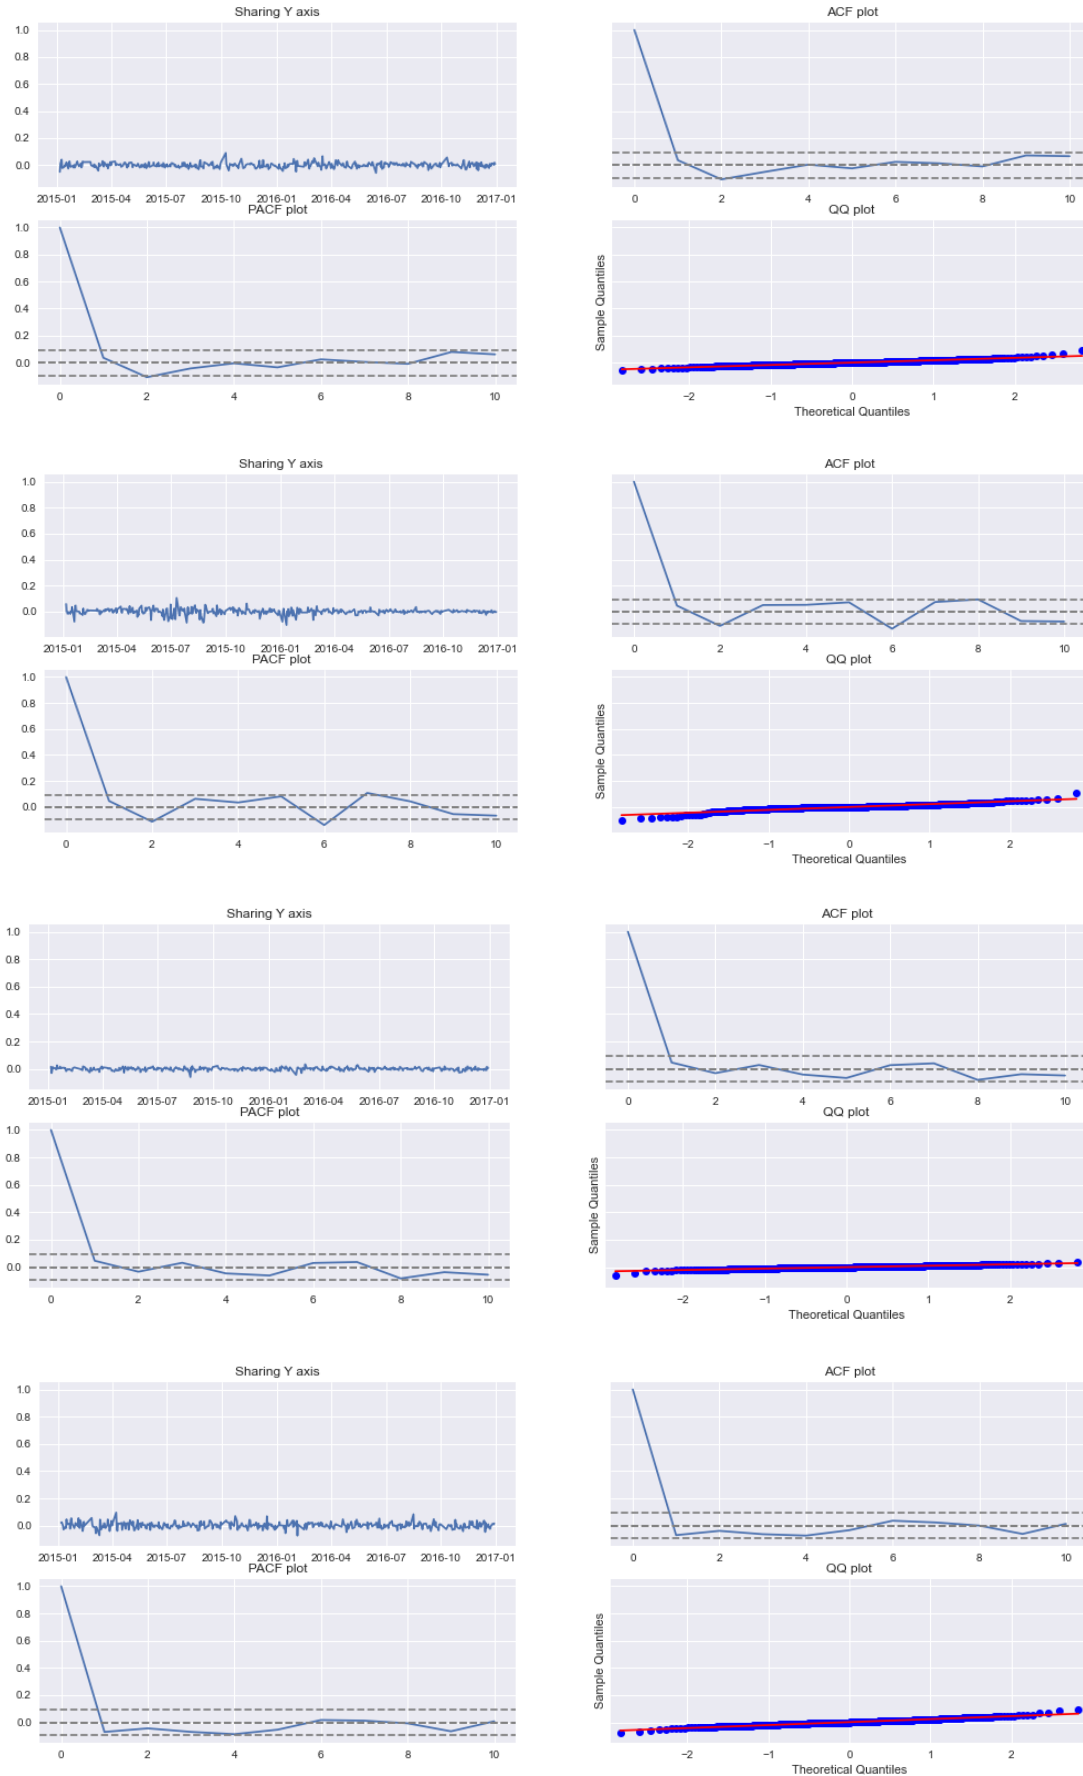 Sharing Y axis
ACF plot
1.0
0.8
0.6
0.4
0.2
0.0
2015-01 2015-04 2015-07 2015-10 2016-01 2016-04 2016-07 2016-10 2017-01
0 2 4 6 8 10
PACF plot
QQ plot
1.0
0.8
0.6
0.4
0.2
0.0
0 2 4 6 8 10
Sample Quantiles
−2 −1 0 1 2
Theoretical Quantiles
Sharing Y axis
ACF plot
1.0
0.8
0.6
0.4
0.2
0.0
2015-01 2015-04 2015-07 2015-10 2016-01 2016-04 2016-07 2016-10 2017-01
0 2 4 6 8 10
PACF plot
QQ plot
1.0
0.8
0.6
0.4
0.2
0.0
0 2 4 6 8 10
Sample Quantiles
−2 −1 0 1 2
Theoretical Quantiles
Sharing Y axis
ACF plot
1.0
0.8
0.6
0.4
0.2
0.0
2015-01 2015-04 2015-07 2015-10 2016-01 2016-04 2016-07 2016-10 2017-01
0 2 4 6 8 10
PACF plot
QQ plot
1.0
0.8
0.6
0.4
0.2
0.0
0 2 4 6 8 10
Sample Quantiles
−2 −1 0 1 2
Theoretical Quantiles
Sharing Y axis
ACF plot
1.0
0.8
0.6
0.4
0.2
0.0
2015-01 2015-04 2015-07 2015-10 2016-01 2016-04 2016-07 2016-10 2017-01
0 2 4 6 8 10
PACF plot
QQ plot
1.0
0.8
0.6
0.4
0.2
0.0
0 2 4 6 8 10
Sample Quantiles
−2 −1 0 1 2
Theoretical Quantiles